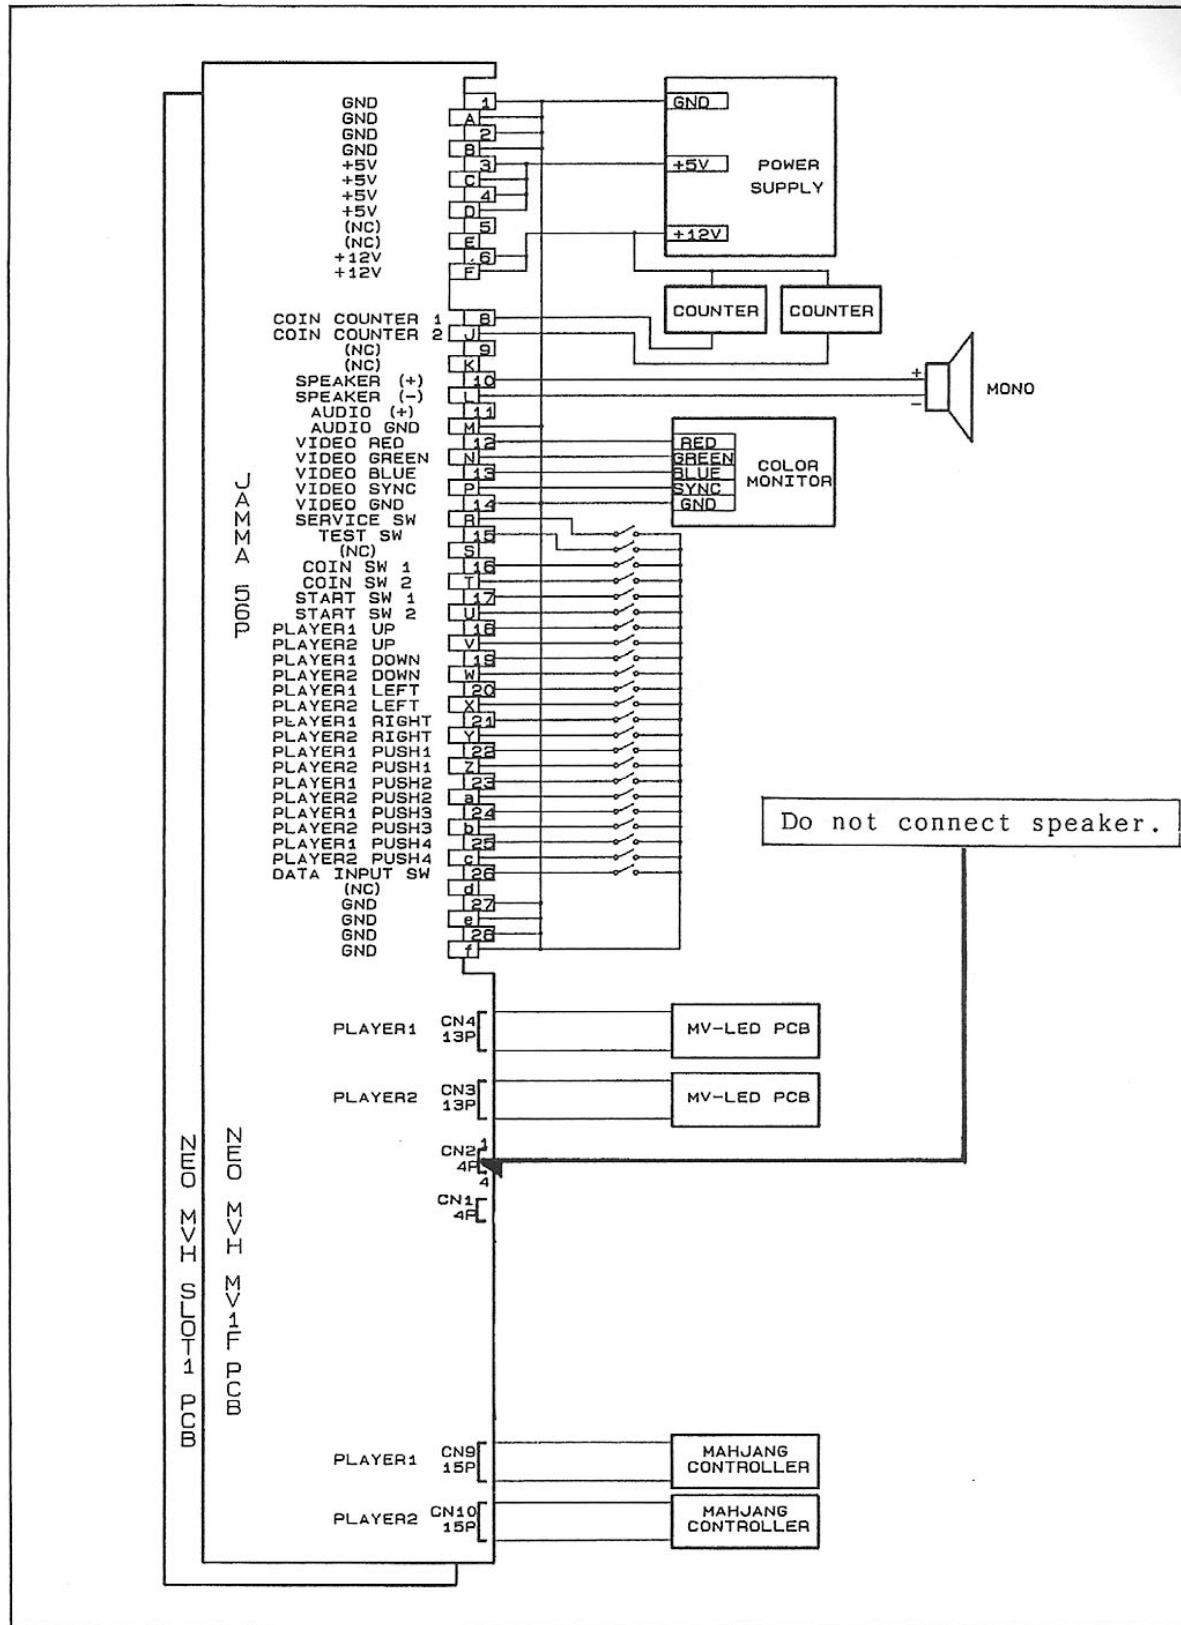 GND 1
GND A
GND 2
GND B
+5V 3
+5V C
+5V 4
+5V D
(NC) 5
(NC) E
+12V 6
+12V F
GND
+5V
+12V
POWER
SUPPLY
COUNTER
COUNTER
COIN COUNTER 1 8
COIN COUNTER 2 J
(NC) 9
(NC) K
SPEAKER (+) 10
SPEAKER (-) L
AUDIO (+) 11
AUDIO GND M
VIDEO RED 12
VIDEO GREEN N
VIDEO BLUE 13
VIDEO SYNC P
VIDEO GND 14
SERVICE SW R
TEST SW 15
(NC) S
COIN SW 1 16
COIN SW 2 T
START SW 1 17
START SW 2 U
PLAYER1 UP 18
PLAYER2 UP V
PLAYER1 DOWN 19
PLAYER2 DOWN W
PLAYER1 LEFT 20
PLAYER2 LEFT X
PLAYER1 RIGHT 21
PLAYER2 RIGHT Y
PLAYER1 PUSH1 22
PLAYER2 PUSH1 Z
PLAYER1 PUSH2 23
PLAYER2 PUSH2 a
PLAYER1 PUSH3 24
PLAYER2 PUSH3 b
PLAYER1 PUSH4 25
PLAYER2 PUSH4 c
DATA INPUT SW 26
(NC) d
GND 27
GND e
GND 28
GND f
+
-
MONO
RED
GREEN
BLUE
SYNC
GND
COLOR
MONITOR
JAMMA 56P
Do not connect speaker.
PLAYER1
CN4
13P
MV-LED PCB
PLAYER2
CN3
13P
MV-LED PCB
1
CN2
4P
4
CN1
4P
NEO MVH SLOT1 PCB
NEO MVH MV1F PCB
PLAYER1
CN9
15P
MAHJANG
CONTROLLER
PLAYER2
CN10
15P
MAHJANG
CONTROLLER